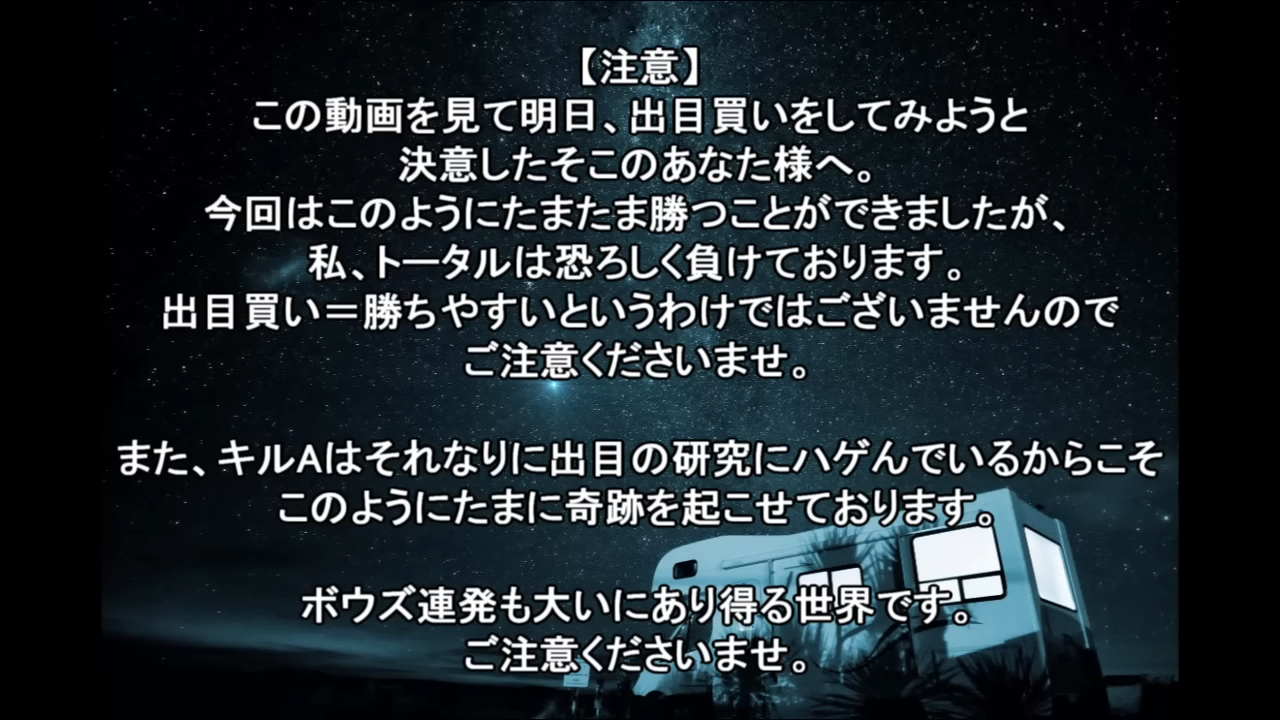 【注意】
この動画を見て明日、出目買いをしてみようと
決意したそこのあなた様へ。
今回はこのようにたまたま勝つことができましたが、
私、トータルは恐ろしく負けております。
出目買い＝勝ちやすいというわけではございませんので
ご注意くださいませ。
また、キルAはそれなりに出目の研究にハゲんでいるからこそ
このようにたまに奇跡を起こせております。
ボウズ連発も大いにあり得る世界です。
ご注意くださいませ。